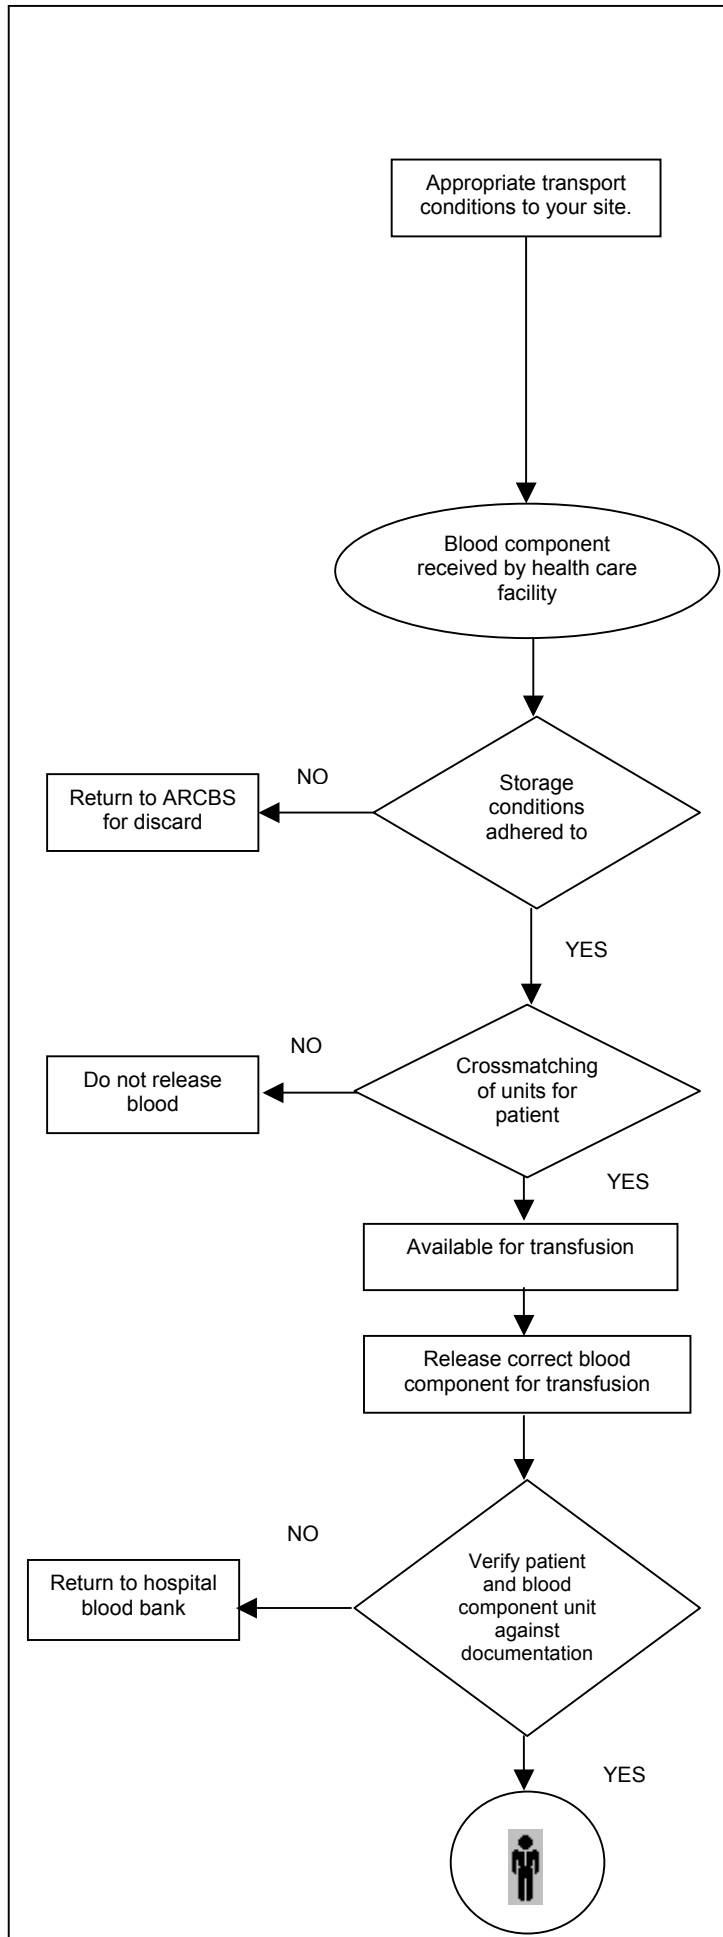 Appropriate transport
conditions to your site.
Blood component
received by health care
facility
Storage
conditions
adhered to
NO
Return to ARCBS
for discard
YES
Crossmatching
of units for
patient
NO
Do not release
blood
YES
Available for transfusion
Release correct blood
component for transfusion
Verify patient
and blood
component unit
against
documentation
NO
Return to hospital
blood bank
YES